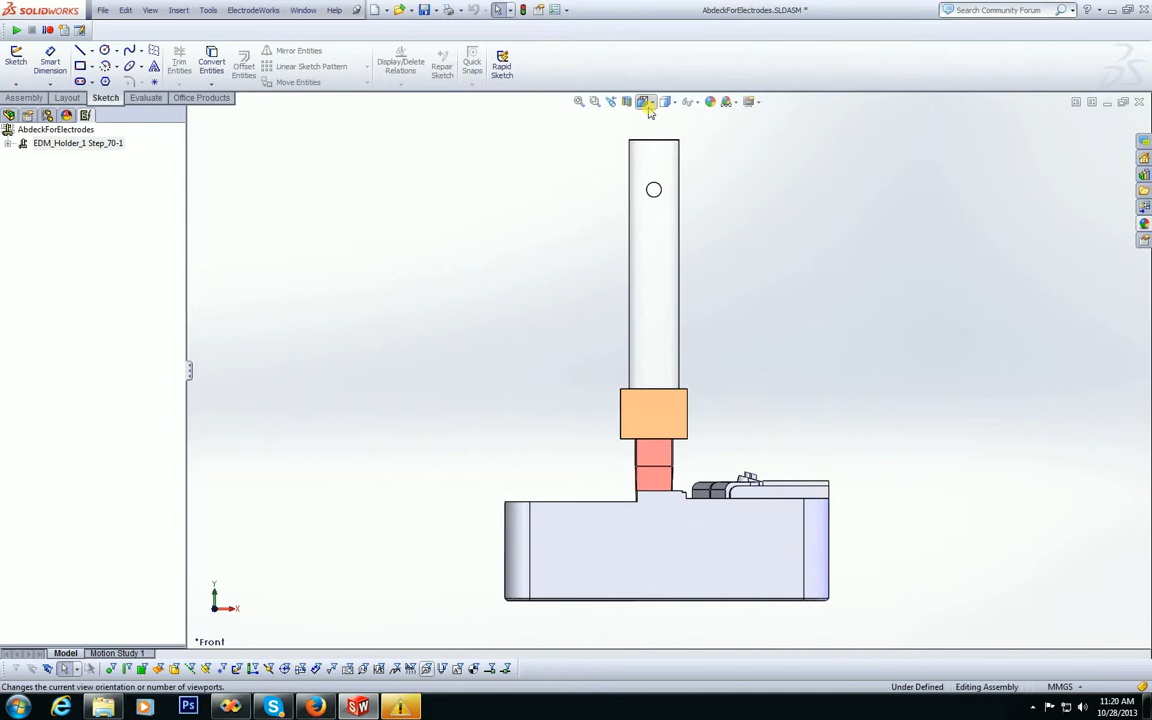 SOLIDWORKS File Edit View Insert Tools ElectrodeWorks Window Help AbdeckForElectrodes.SLDASM * Search Community Forum
Sketch Smart Dimension Trim Entities Convert Entities Offset Entities Mirror Entities Linear Sketch Pattern Move Entities Display/Delete Relations Repair Sketch Quick Snaps Rapid Sketch
Assembly Layout Sketch Evaluate Office Products
AbdeckForElectrodes
EDM_Holder_1 Step_70-1
Y
X
*Front
Model Motion Study 1
Changes the current view orientation or number of viewports. Under Defined Editing Assembly MMGS
Ps SW 11:20 AM
10/28/2013